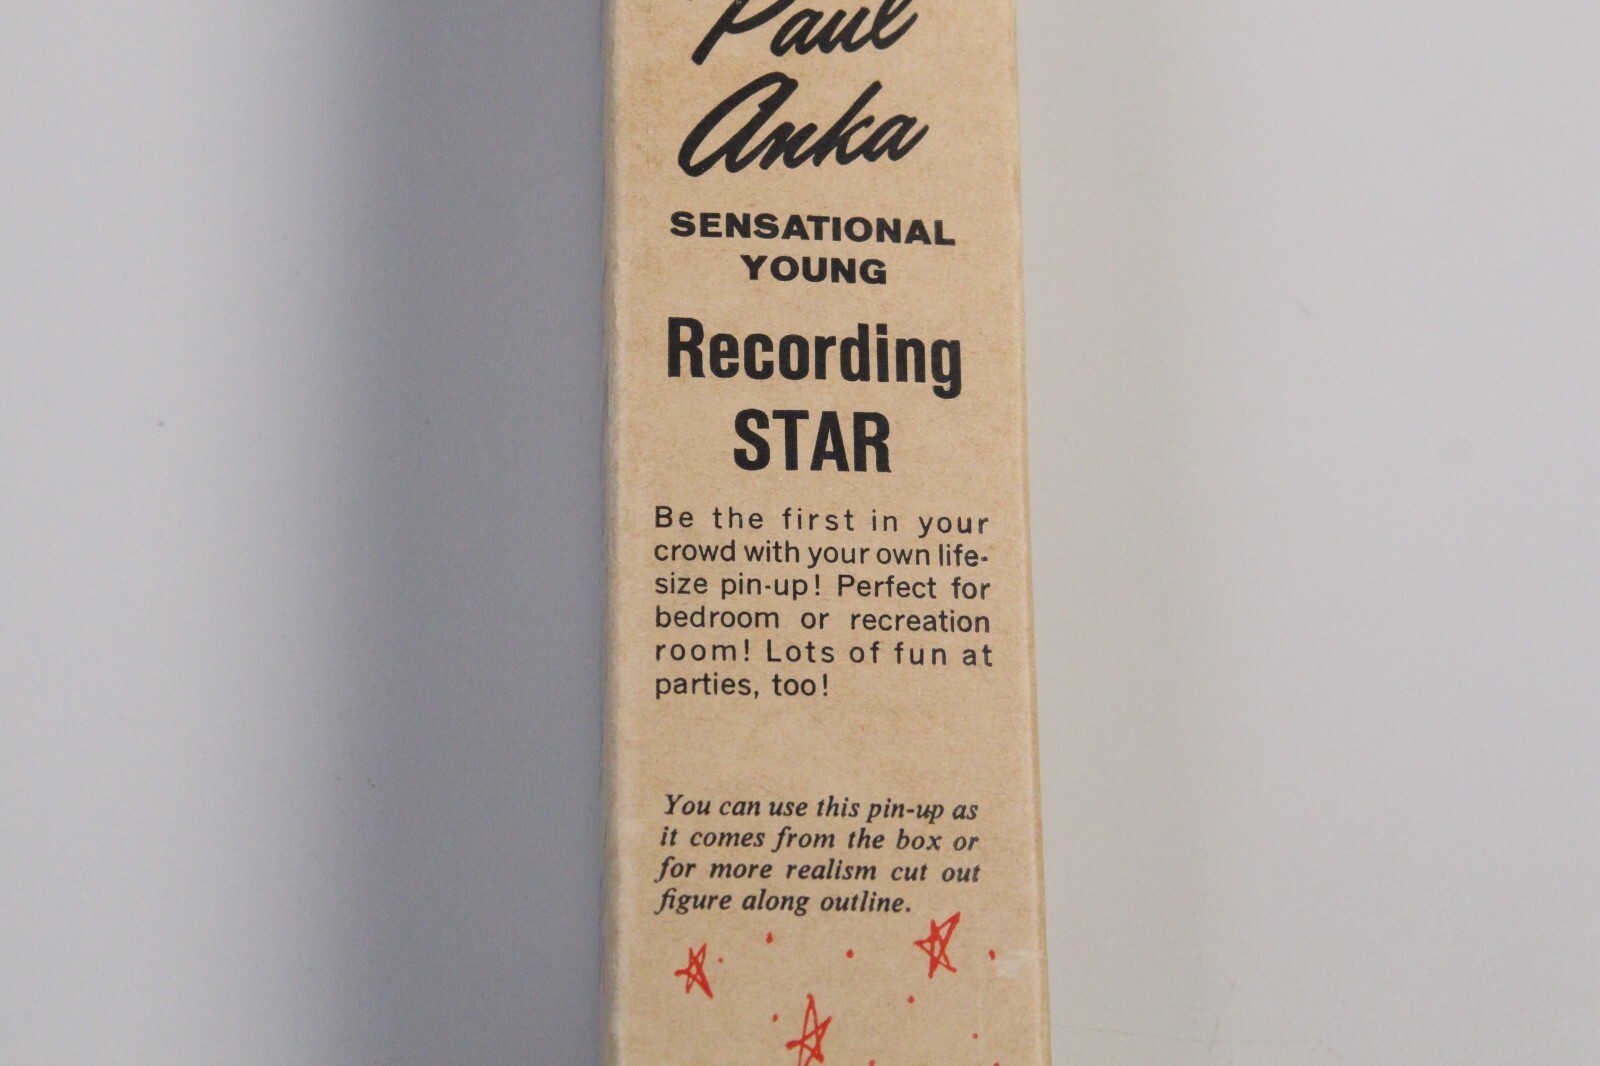 Paul
Anka
SENSATIONAL
YOUNG
Recording
STAR
Be the first in your
crowd with your own life-
size pin-up! Perfect for
bedroom or recreation
room! Lots of fun at
parties, too!
You can use this pin-up as
it comes from the box or
for more realism cut out
figure along outline.